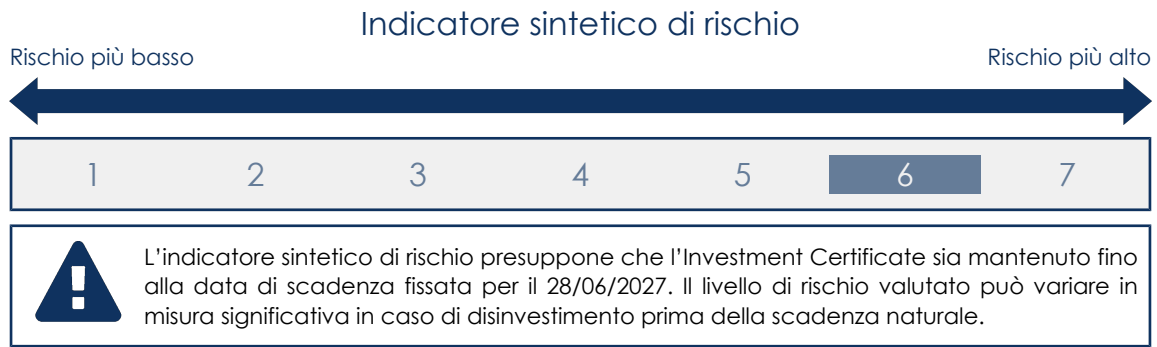 Indicatore sintetico di rischio
Rischio più basso
Rischio più alto
1 2 3 4 5 6 7
L’indicatore sintetico di rischio presuppone che l’Investment Certificate sia mantenuto fino
alla data di scadenza fissata per il 28/06/2027. Il livello di rischio valutato può variare in
misura significativa in caso di disinvestimento prima della scadenza naturale.